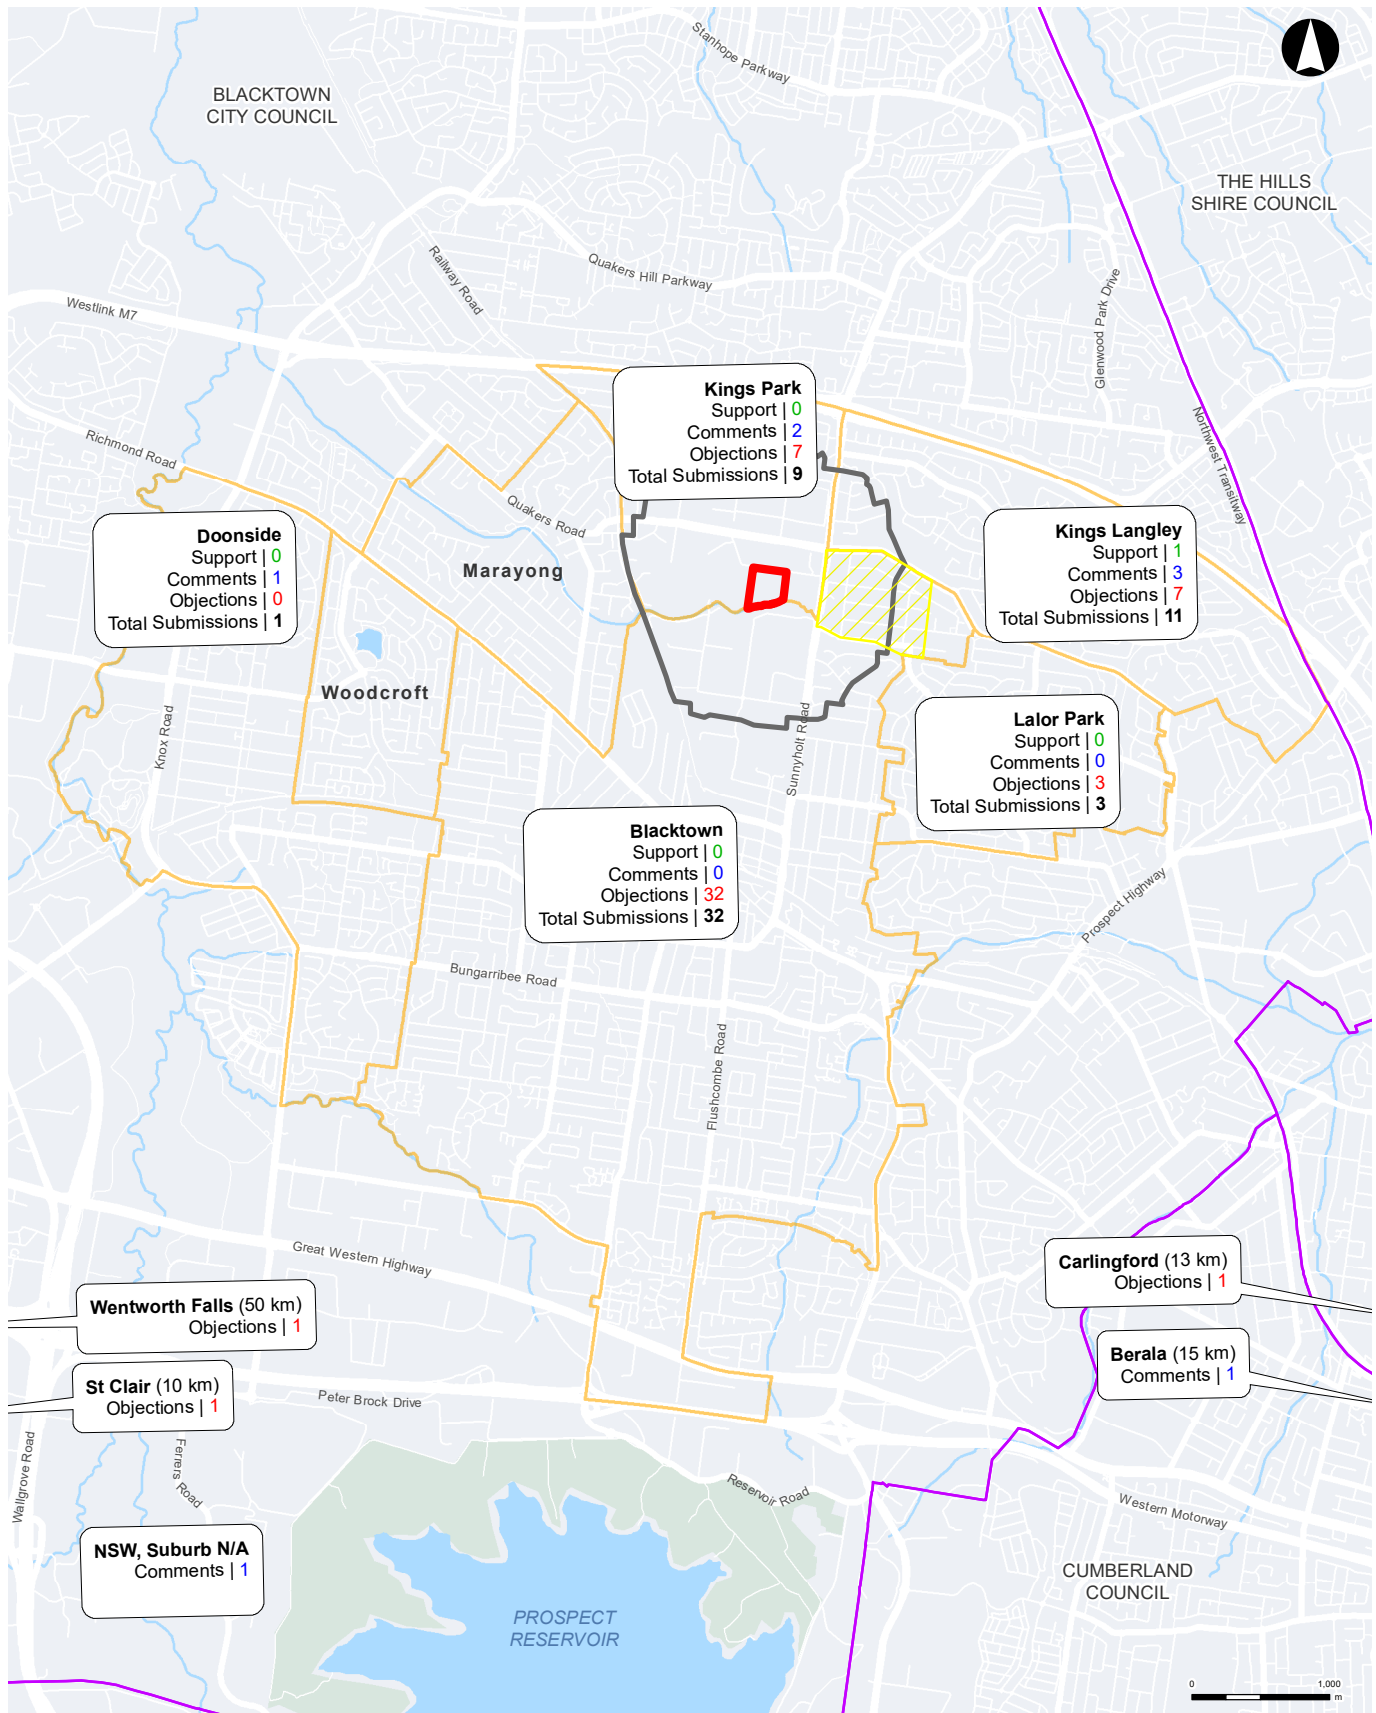 Stanhope Parkway
BLACKTOWN
CITY COUNCIL
THE HILLS
SHIRE COUNCIL
Railway Road
Quakers Hill Parkway
Glenwood Park Drive
Westlink M7
Kings Park
Support | 0
Comments | 2
Objections | 7
Total Submissions | 9
Richmond Road
Northwest Transitway
Quakers Road
Doonside
Support | 0
Comments | 1
Objections | 0
Total Submissions | 1
Marayong
Kings Langley
Support | 1
Comments | 3
Objections | 7
Total Submissions | 11
Woodcroft
Knox Road
Sunnyholt Road
Lalor Park
Support | 0
Comments | 0
Objections | 3
Total Submissions | 3
Blacktown
Support | 0
Comments | 0
Objections | 32
Total Submissions | 32
Prospect Highway
Bungarribee Road
Flushcombe Road
Great Western Highway
Carlingford (13 km)
Objections | 1
Wentworth Falls (50 km)
Objections | 1
Berala (15 km)
Comments | 1
St Clair (10 km)
Objections | 1
Peter Brock Drive
Wallgrove Road
Ferrers Road
Reservoir Road
Western Motorway
NSW, Suburb N/A
Comments | 1
CUMBERLAND
COUNCIL
PROSPECT
RESERVOIR
0 1,000
m